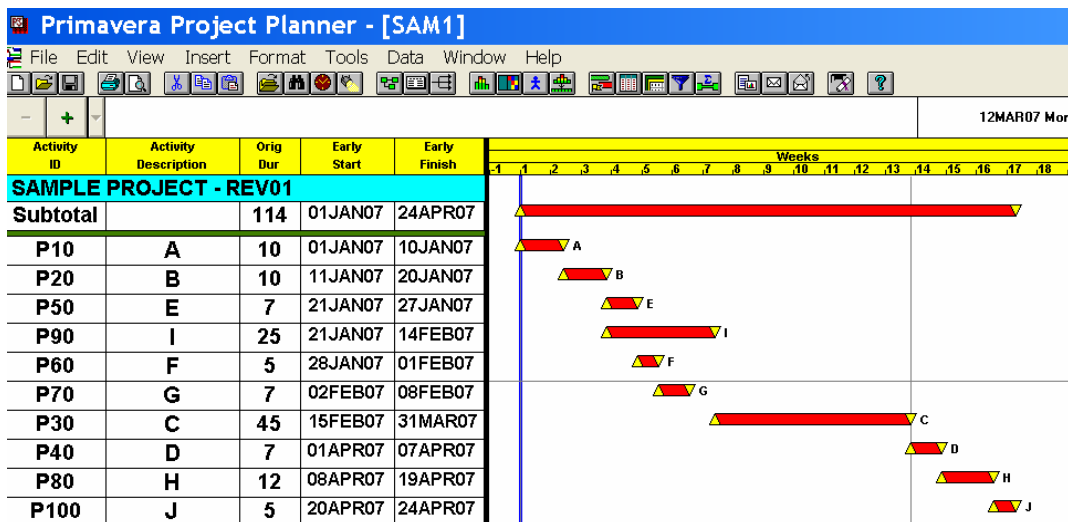 Primavera Project Planner - [SAM1]
File Edit View Insert Format Tools Data Window Help
12MAR07 Mor
Activity ID Activity Description Orig Dur Early Start Early Finish
Weeks
-1 1 2 3 4 5 6 7 8 9 10 11 12 13 14 15 16 17 18
SAMPLE PROJECT - REV01
Subtotal 114 01JAN07 24APR07
P10 A 10 01JAN07 10JAN07 A
P20 B 10 11JAN07 20JAN07 B
P50 E 7 21JAN07 27JAN07 E
P90 I 25 21JAN07 14FEB07 I
P60 F 5 28JAN07 01FEB07 F
P70 G 7 02FEB07 08FEB07 G
P30 C 45 15FEB07 31MAR07 C
P40 D 7 01APR07 07APR07 D
P80 H 12 08APR07 19APR07 H
P100 J 5 20APR07 24APR07 J